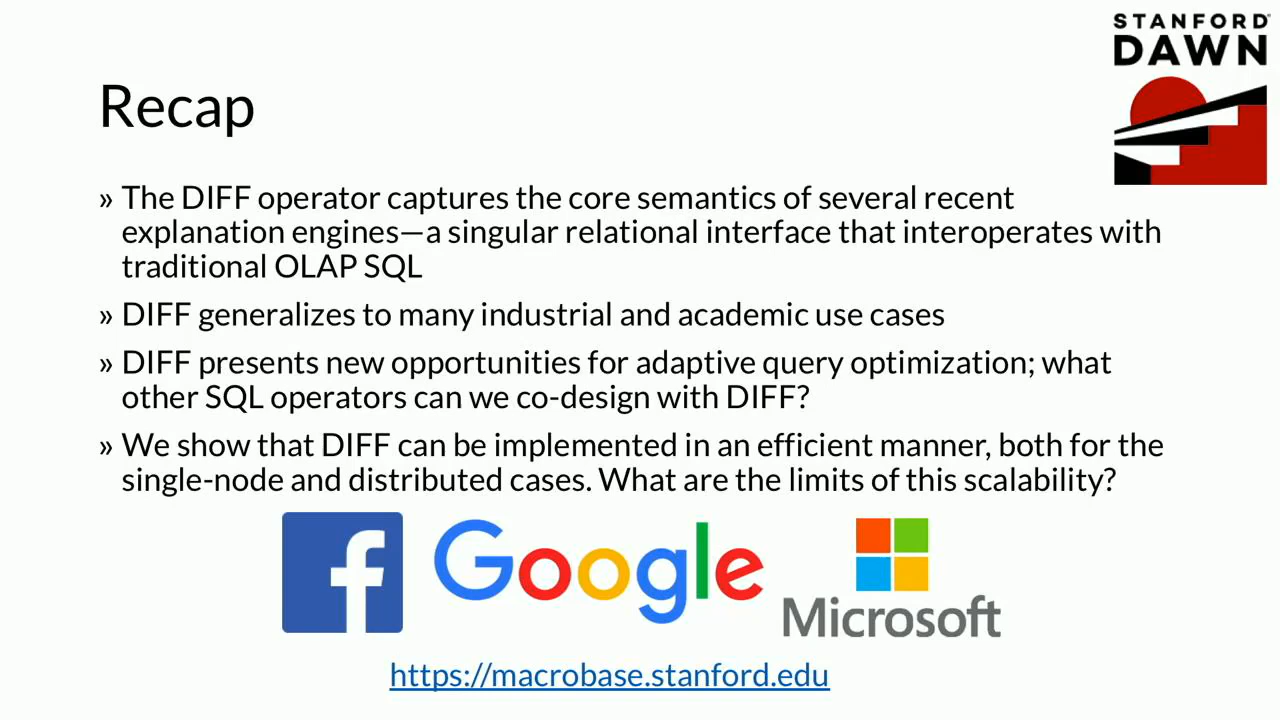 STANFORD
DAWN
Recap
» The DIFF operator captures the core semantics of several recent
explanation engines—a singular relational interface that interoperates with
traditional OLAP SQL
» DIFF generalizes to many industrial and academic use cases
» DIFF presents new opportunities for adaptive query optimization; what
other SQL operators can we co-design with DIFF?
» We show that DIFF can be implemented in an efficient manner, both for the
single-node and distributed cases. What are the limits of this scalability?
f
Google
Microsoft
https://macrobase.stanford.edu